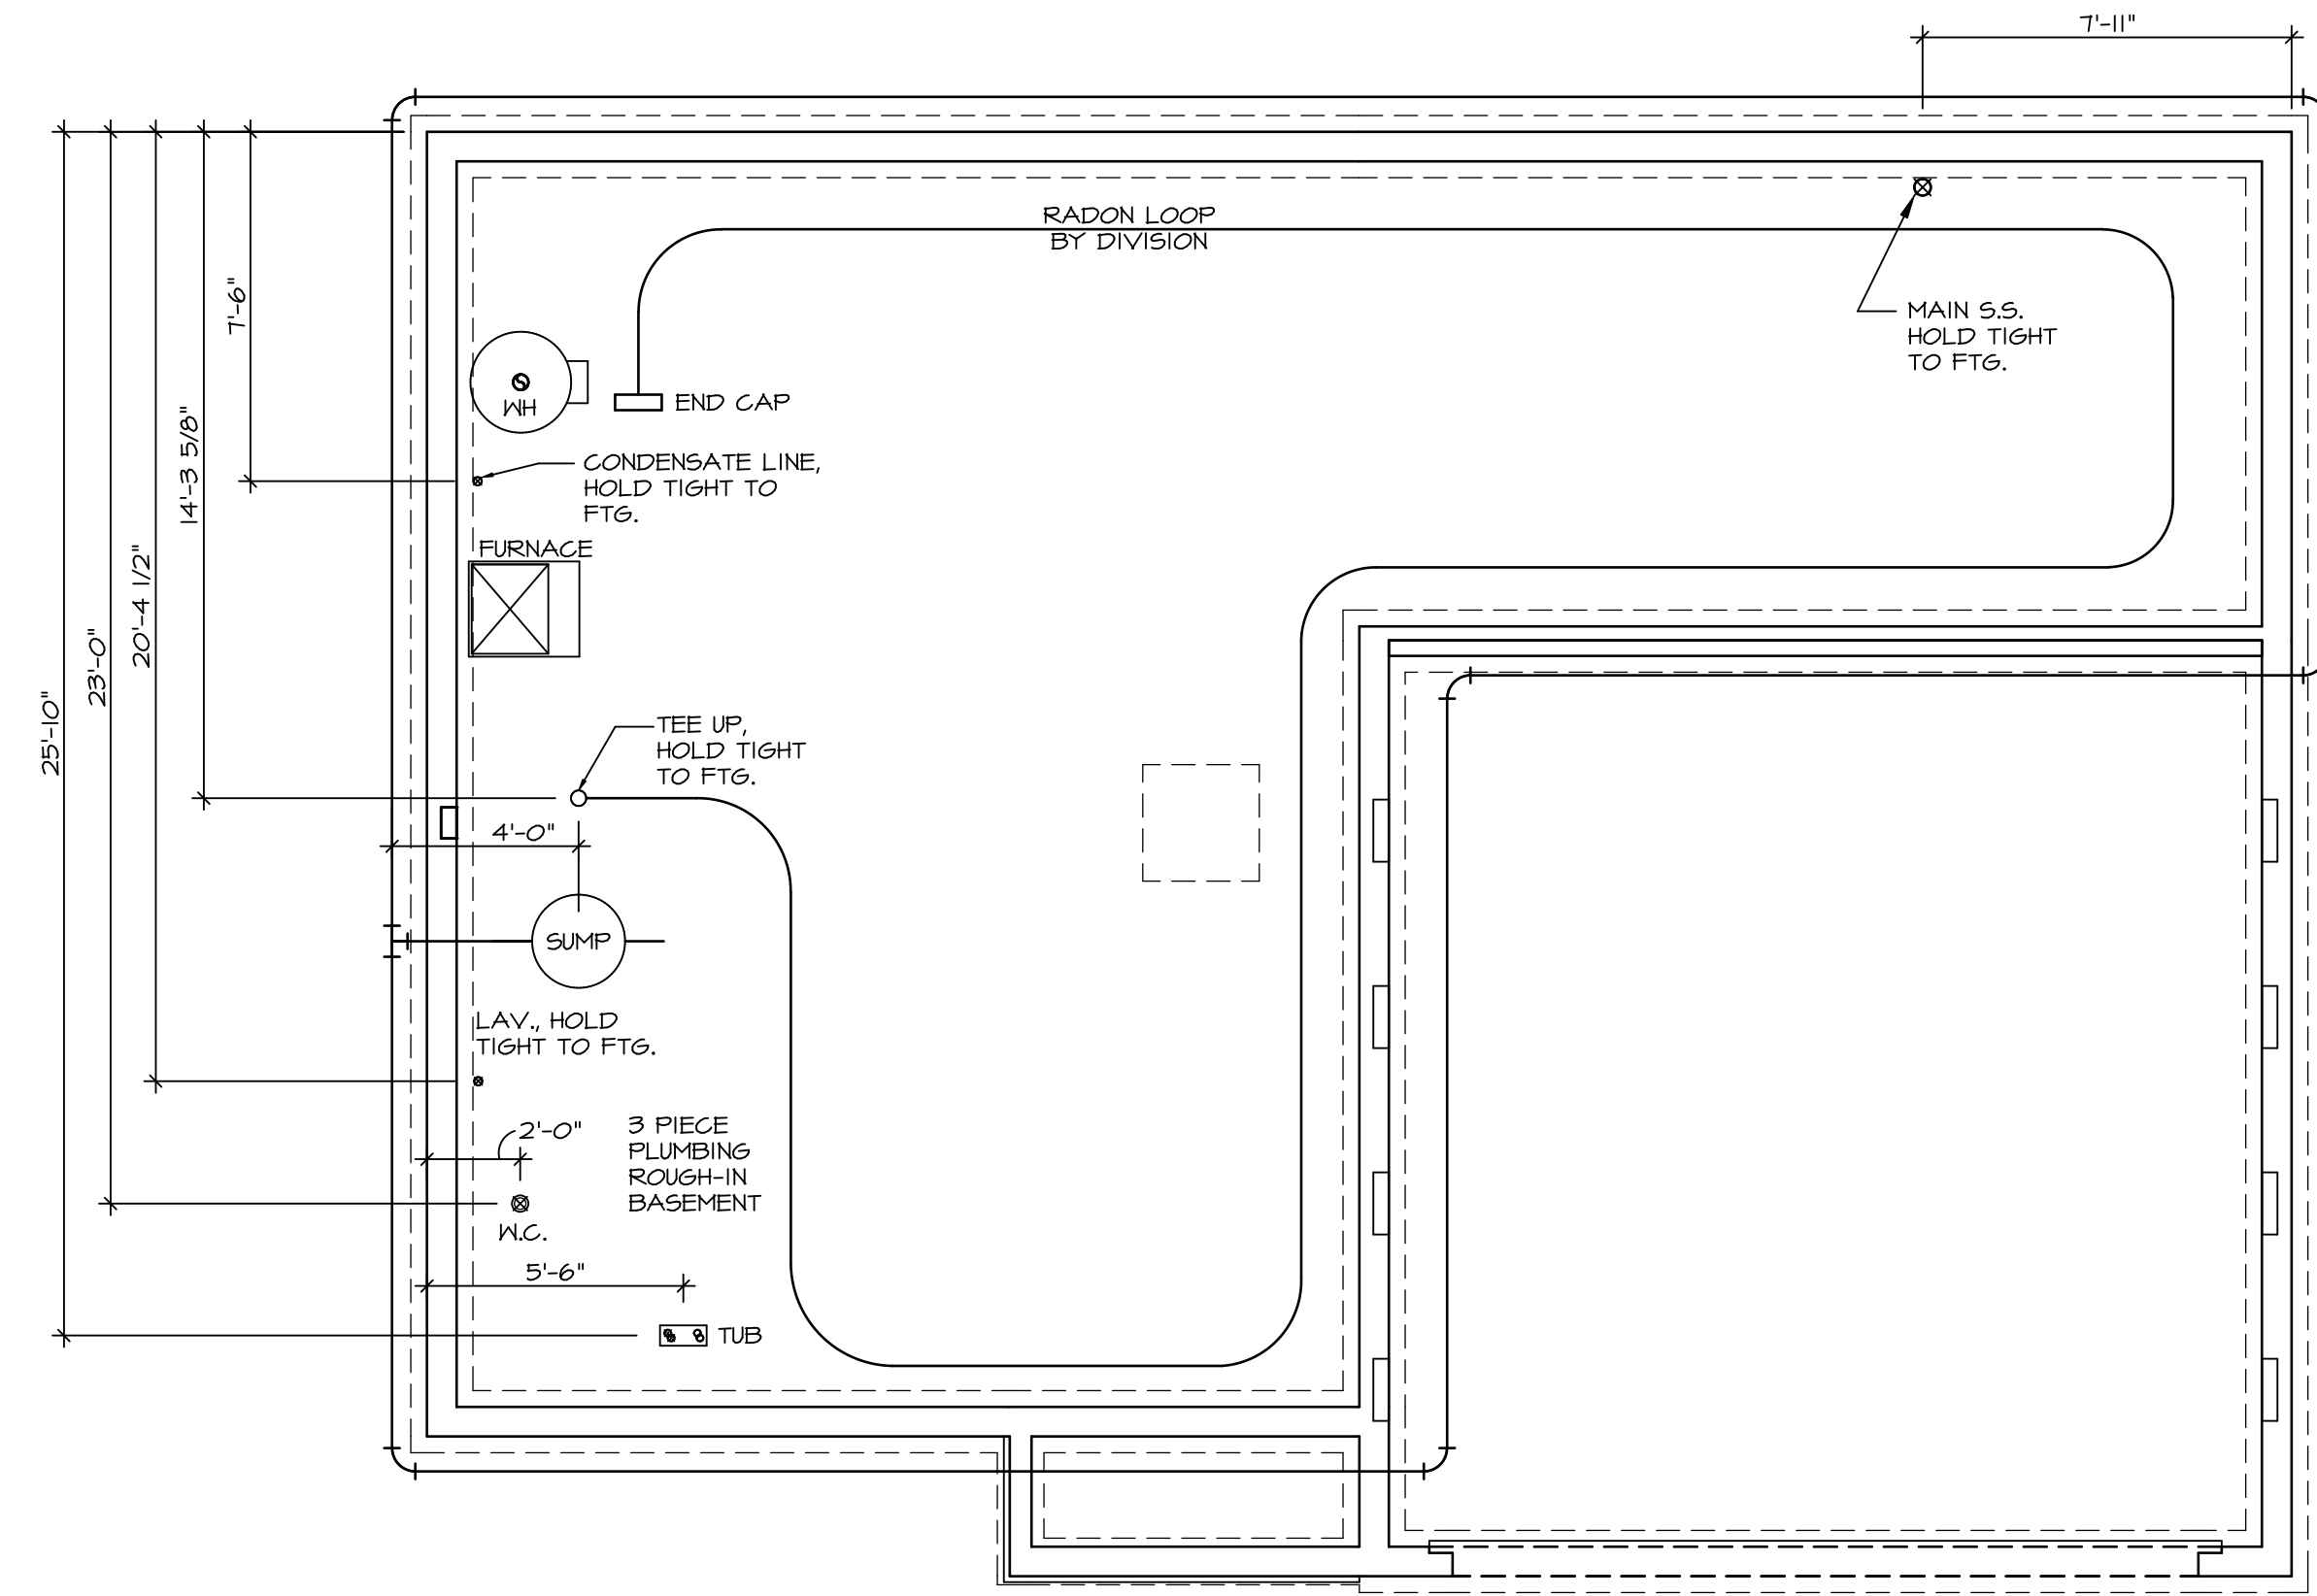 7'-11"
RADON LOOP
BY DIVISION
7'-6"
MAIN S.S.
HOLD TIGHT
TO FTG.
WH
END CAP
14'-3 5/8"
CONDENSATE LINE,
HOLD TIGHT TO
FTG.
FURNACE
20'-4 1/2"
23'-0"
25'-10"
TEE UP,
HOLD TIGHT
TO FTG.
4'-0"
SUMP
LAV., HOLD
TIGHT TO FTG.
2'-0"
3 PIECE
PLUMBING
ROUGH-IN
BASEMENT
W.C.
5'-6"
TUB